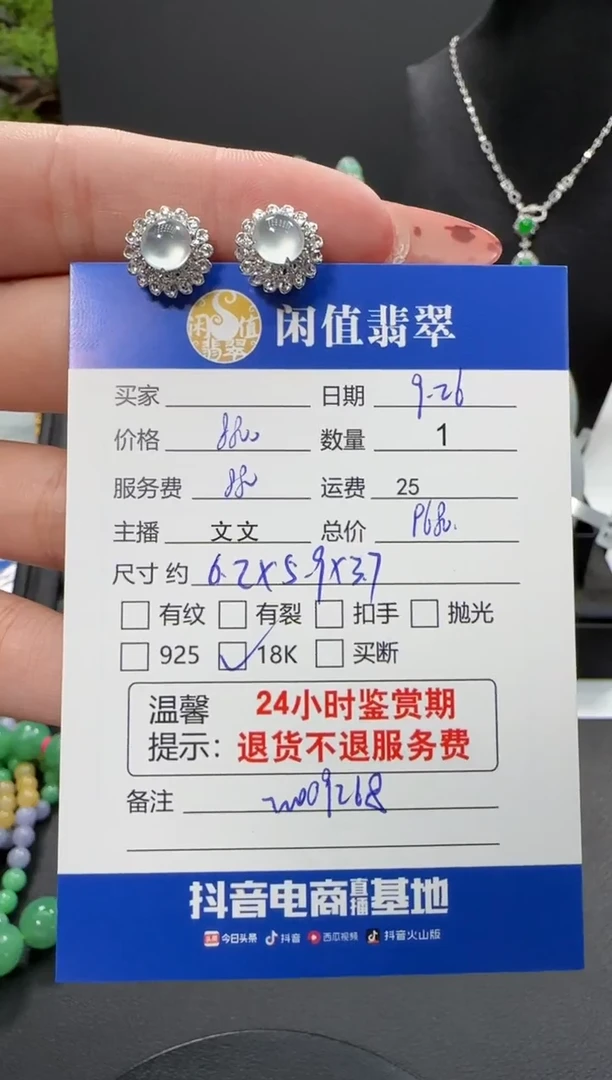 闲值翡翠
闲值翡翠
买家 日期 9-26
价格 数量 1
服务费 运费 25
主播 文文 总价
尺寸 约 6.2X5.9X3.7
有纹 有裂 扣手 抛光
925 18K 买断
温馨提示: 24小时鉴赏期
退货不退服务费
备注
抖音电商直播基地
头条 今日头条 抖音 西瓜视频 抖音火山版